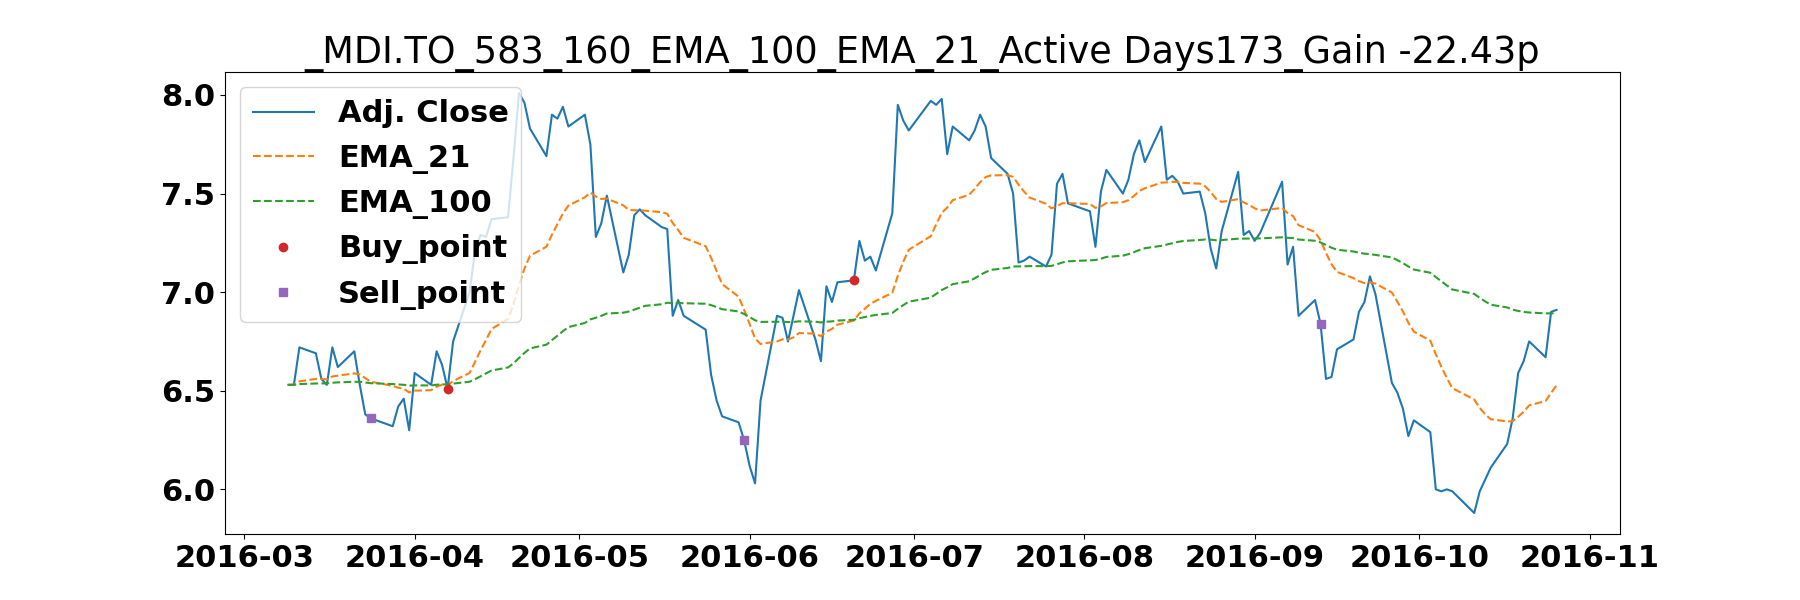 _MDI.TO_583_160_EMA_100_EMA_21_Active Days173_Gain -22.43p
8.0
7.5
7.0
6.5
6.0
Adj. Close
EMA_21
EMA_100
Buy_point
Sell_point
2016-03 2016-04 2016-05 2016-06 2016-07 2016-08 2016-09 2016-10 2016-11